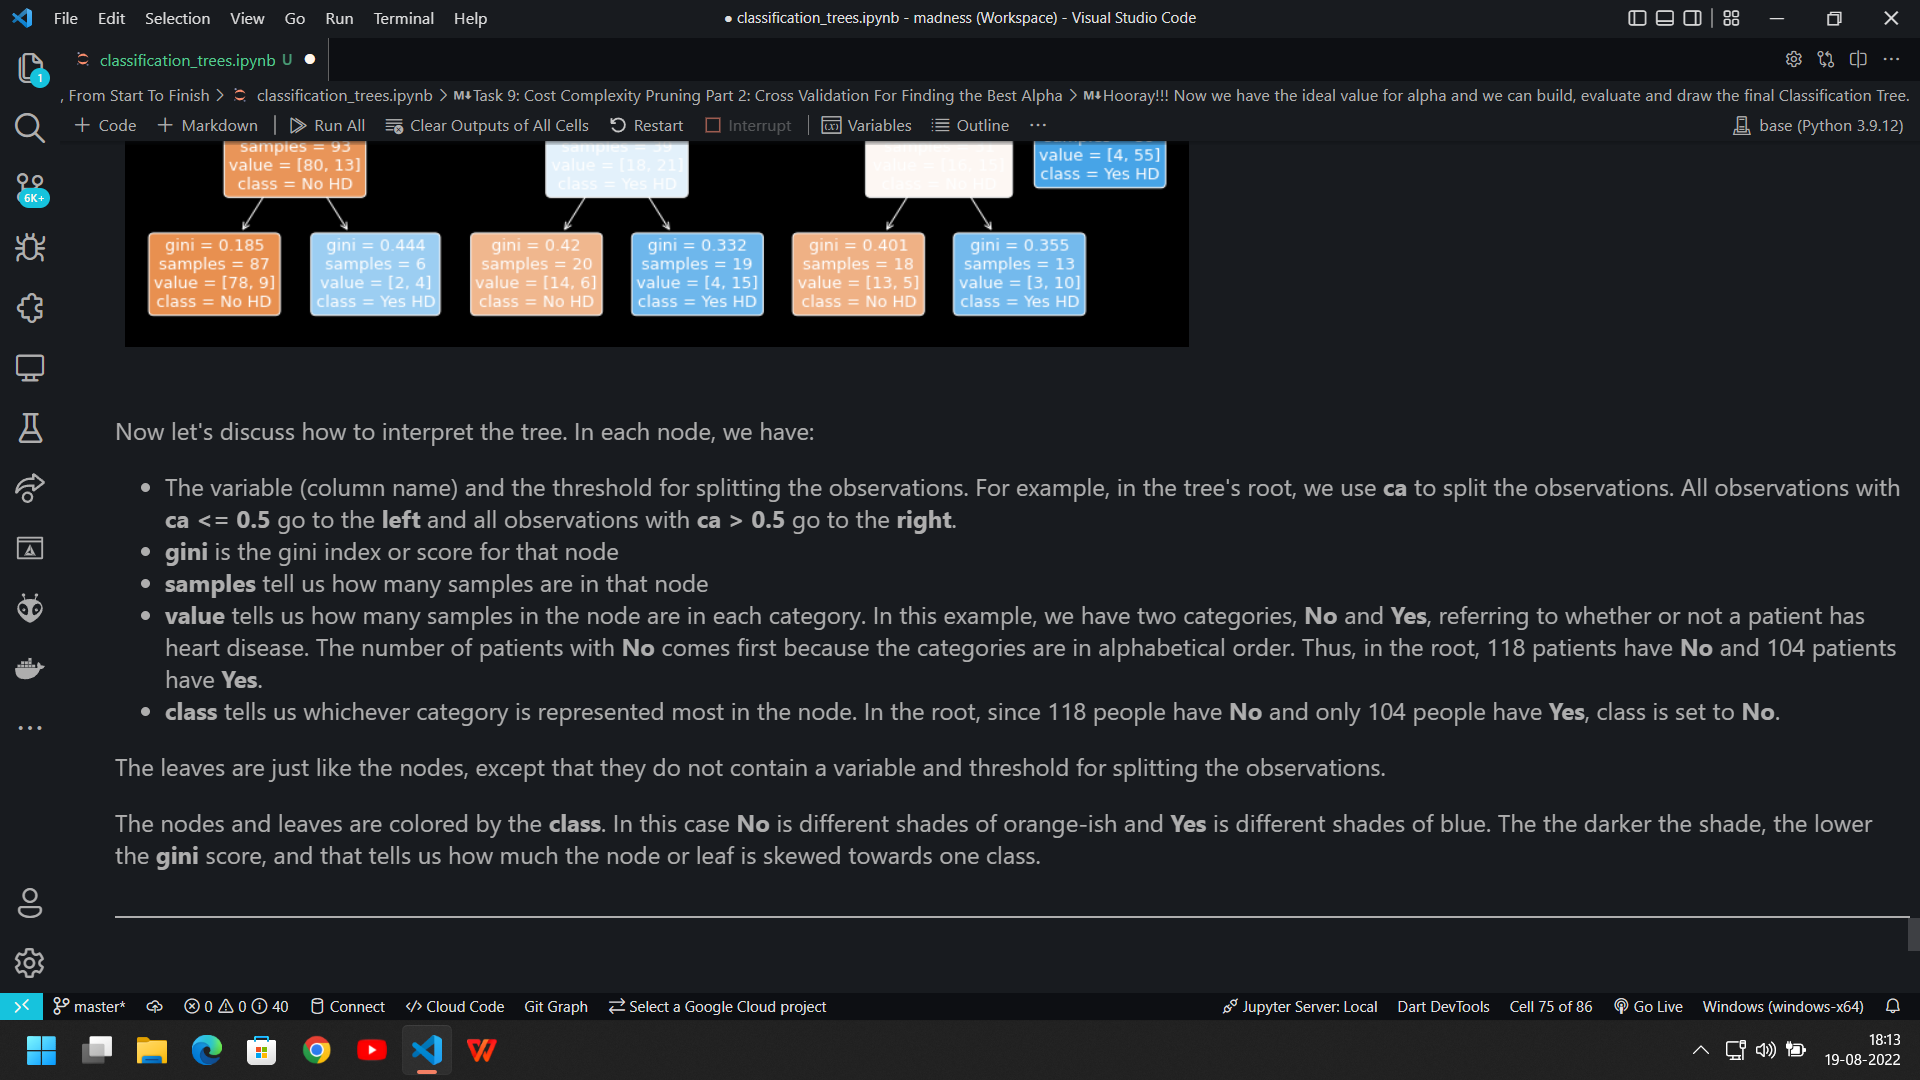 File Edit Selection View Go Run Terminal Help
● classification_trees.ipynb - madness (Workspace) - Visual Studio Code
classification_trees.ipynb U ●
, From Start To Finish > classification_trees.ipynb > M↓Task 9: Cost Complexity Pruning Part 2: Cross Validation For Finding the Best Alpha > M↓Hooray!!! Now we have the ideal value for alpha and we can build, evaluate and draw the final Classification Tree.
+ Code + Markdown | Run All Clear Outputs of All Cells Restart Interrupt | Variables Outline ···
base (Python 3.9.12)
1
6K+
samples = 93
value = [80, 13]
class = No HD
samples = 39
value = [18, 21]
class = Yes HD
class = No HD
value = [4, 55]
class = Yes HD
gini = 0.185
samples = 87
value = [78, 9]
class = No HD
gini = 0.444
samples = 6
value = [2, 4]
class = Yes HD
gini = 0.42
samples = 20
value = [14, 6]
class = No HD
gini = 0.332
samples = 19
value = [4, 15]
class = Yes HD
gini = 0.401
samples = 18
value = [13, 5]
class = No HD
gini = 0.355
samples = 13
value = [3, 10]
class = Yes HD
Now let's discuss how to interpret the tree. In each node, we have:
• The variable (column name) and the threshold for splitting the observations. For example, in the tree's root, we use ca to split the observations. All observations with
ca <= 0.5 go to the left and all observations with ca > 0.5 go to the right.
• gini is the gini index or score for that node
• samples tell us how many samples are in that node
• value tells us how many samples in the node are in each category. In this example, we have two categories, No and Yes, referring to whether or not a patient has
heart disease. The number of patients with No comes first because the categories are in alphabetical order. Thus, in the root, 118 patients have No and 104 patients
have Yes.
• class tells us whichever category is represented most in the node. In the root, since 118 people have No and only 104 people have Yes, class is set to No.
The leaves are just like the nodes, except that they do not contain a variable and threshold for splitting the observations.
The nodes and leaves are colored by the class. In this case No is different shades of orange-ish and Yes is different shades of blue. The the darker the shade, the lower
the gini score, and that tells us how much the node or leaf is skewed towards one class.
master* 0 0 40 Connect </> Cloud Code Git Graph Select a Google Cloud project
Jupyter Server: Local Dart DevTools Cell 75 of 86 Go Live Windows (windows-x64)
18:13
19-08-2022